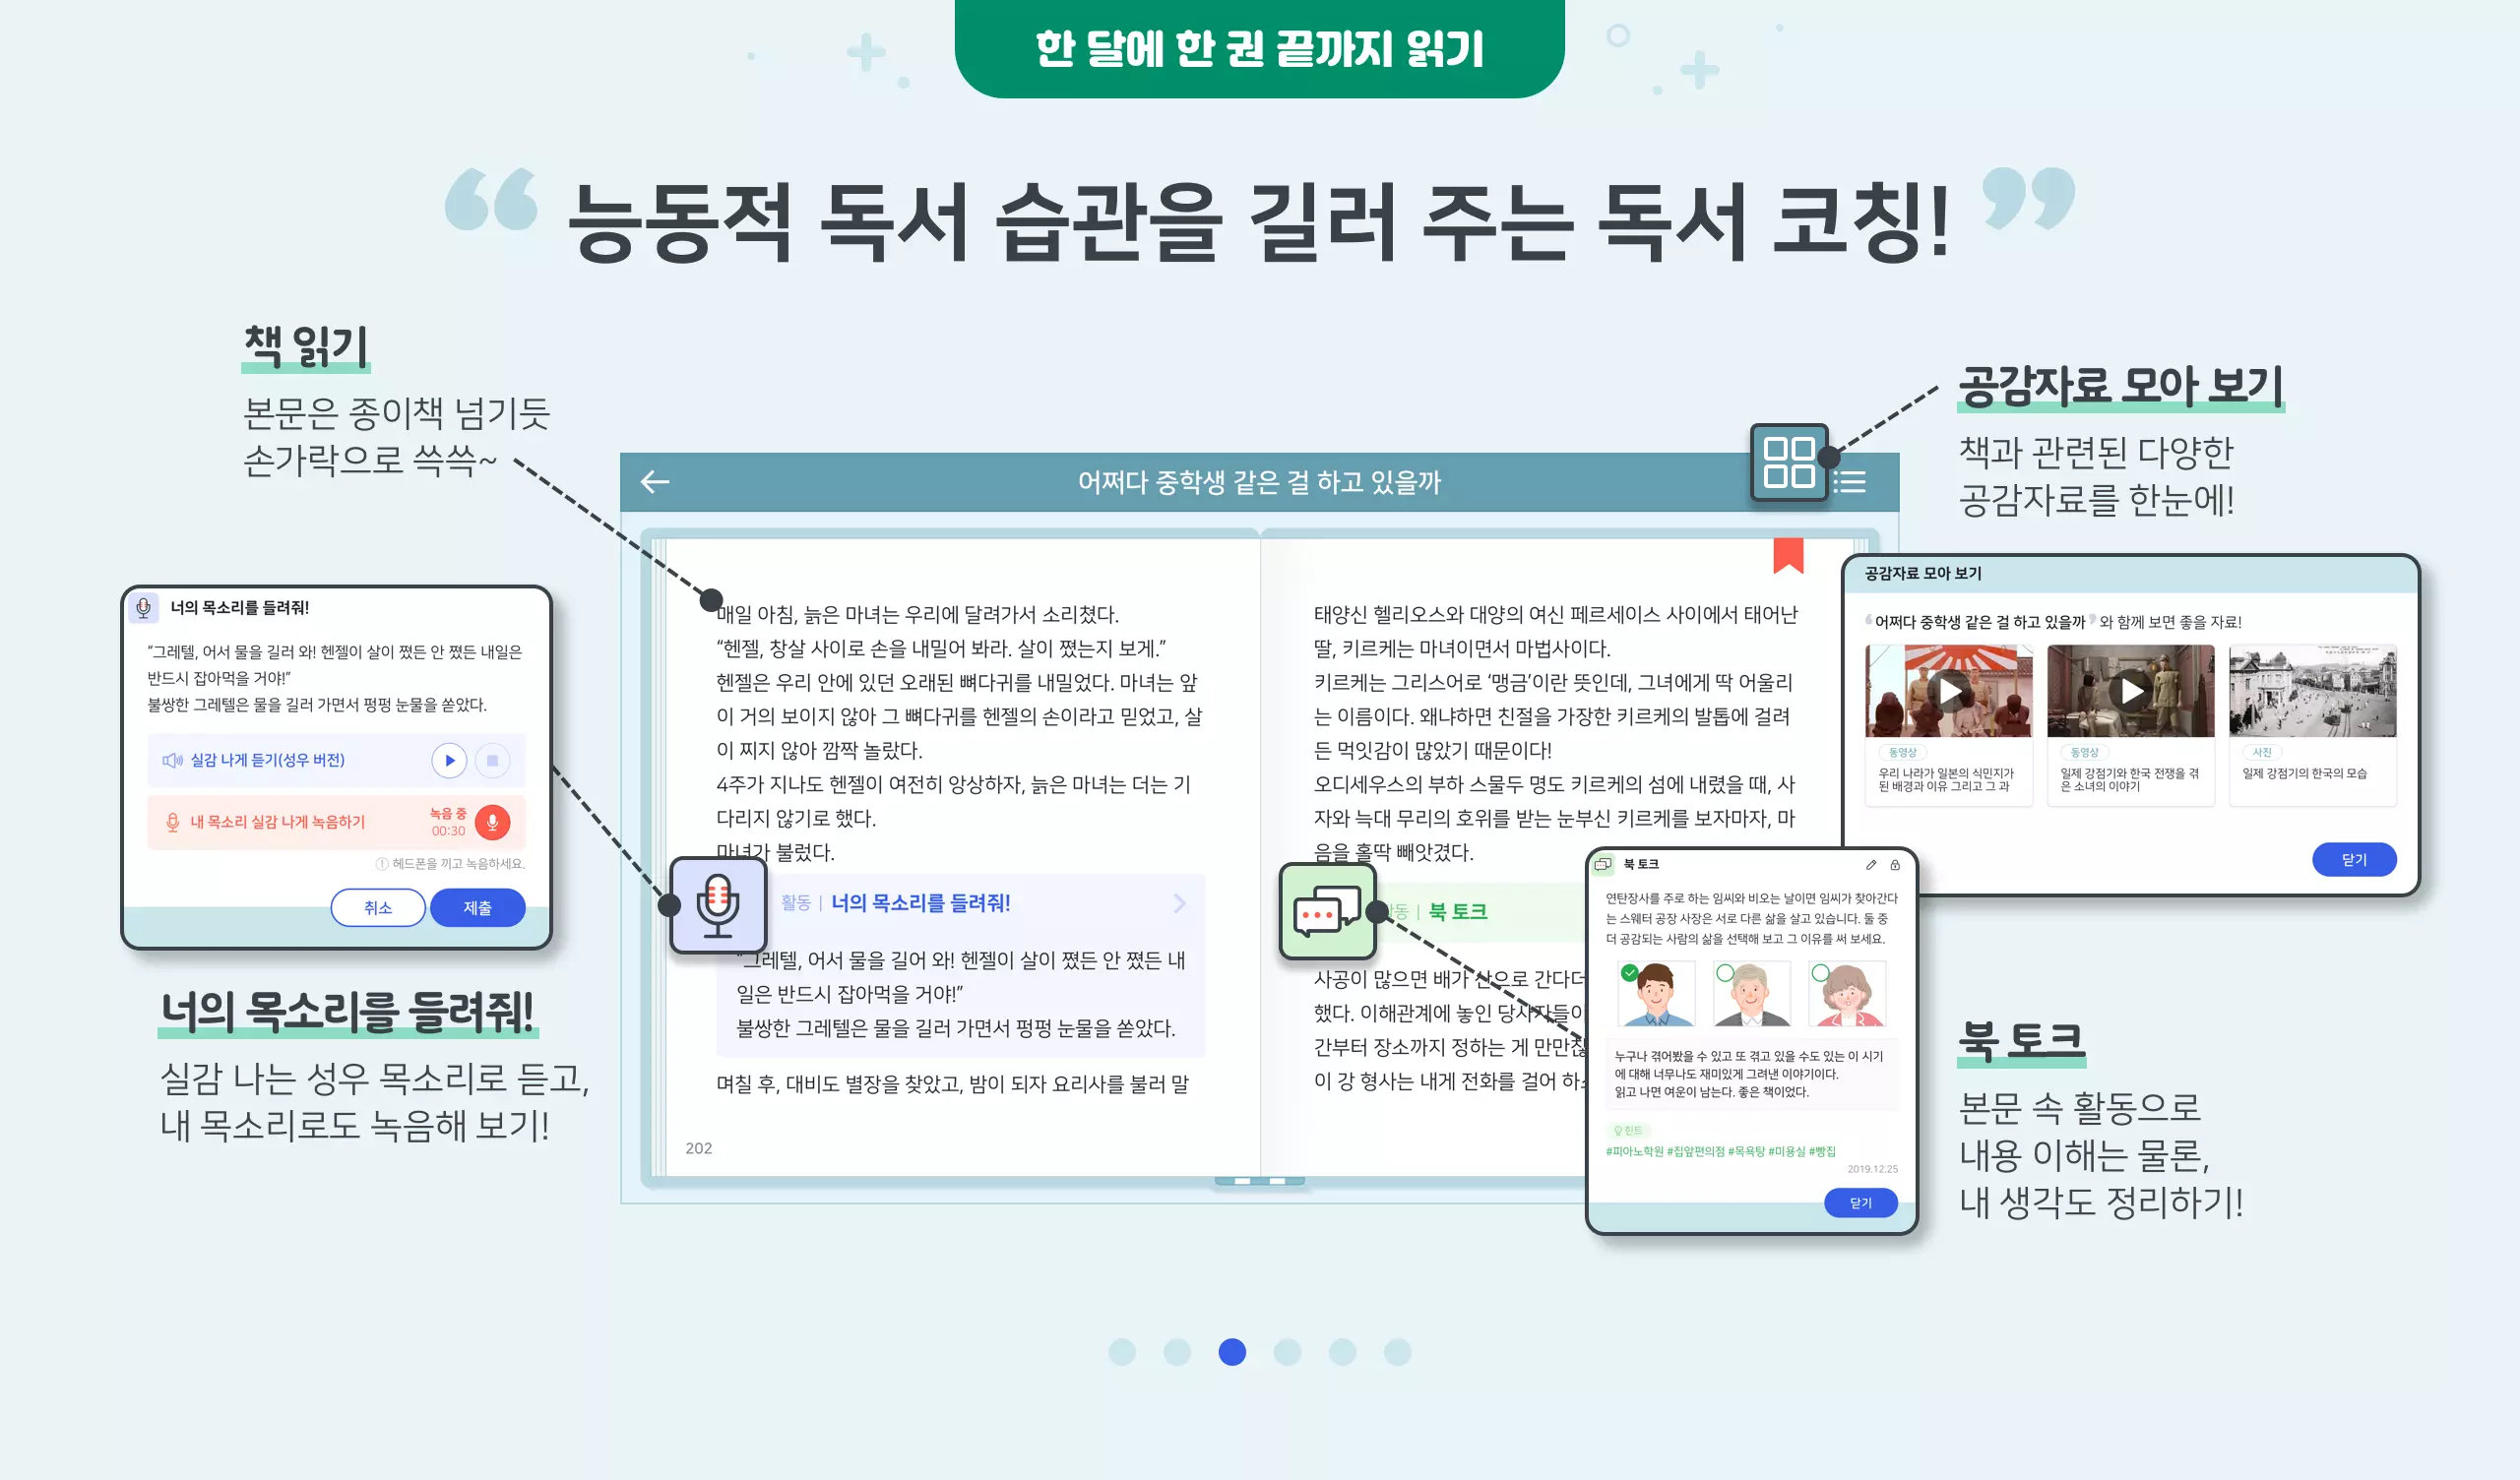 한 달에 한 권 끝까지 읽기
능동적 독서 습관을 길러 주는 독서 코칭!
책 읽기
본문은 종이책 넘기듯
손가락으로 쓱쓱~
공감자료 모아 보기
책과 관련된 다양한
공감자료를 한눈에!
어쩌다 중학생 같은 걸 하고 있을까
너의 목소리를 들려줘!
“그레텔, 어서 물을 길러 와! 헨젤이 살이 쪘든 안 쪘든 내일은
반드시 잡아먹을 거야!”
불쌍한 그레텔은 물을 길러 가면서 펑펑 눈물을 쏟았다.
실감 나게 듣기(성우 버전)
내 목소리 실감 나게 녹음하기
녹음 중
00:30
헤드폰을 끼고 녹음하세요.
취소
제출
너의 목소리를 들려줘!
실감 나는 성우 목소리로 듣고,
내 목소리로도 녹음해 보기!
매일 아침, 늙은 마녀는 우리에 달려가서 소리쳤다.
“헨젤, 창살 사이로 손을 내밀어 봐라. 살이 쪘는지 보게.”
헨젤은 우리 안에 있던 오래된 뼈다귀를 내밀었다. 마녀는 앞
이 거의 보이지 않아 그 뼈다귀를 헨젤의 손이라고 믿었고, 살
이 찌지 않아 깜짝 놀랐다.
4주가 지나도 헨젤이 여전히 앙상하자, 늙은 마녀는 더는 기
다리지 않기로 했다.
마녀가 불렀다.
활동 | 너의 목소리를 들려줘!
“그레텔, 어서 물을 길어 와! 헨젤이 살이 쪘든 안 쪘든 내
일은 반드시 잡아먹을 거야!”
불쌍한 그레텔은 물을 길러 가면서 펑펑 눈물을 쏟았다.
며칠 후, 대비도 별장을 찾았고, 밤이 되자 요리사를 불러 말
202
태양신 헬리오스와 대양의 여신 페르세이스 사이에서 태어난
딸, 키르케는 마녀이면서 마법사이다.
키르케는 그리스어로 ‘맹금’이란 뜻인데, 그녀에게 딱 어울리
는 이름이다. 왜냐하면 친절을 가장한 키르케의 발톱에 걸려
든 먹잇감이 많았기 때문이다!
오디세우스의 부하 스물두 명도 키르케의 섬에 내렸을 때, 사
자와 늑대 무리의 호위를 받는 눈부신 키르케를 보자마자, 마
음을 홀딱 빼앗겼다.
활동 | 북 토크
사공이 많으면 배가 산으로 간다더
했다. 이해관계에 놓인 당사자들이
간부터 장소까지 정하는 게 만만찮
이 강 형사는 내게 전화를 걸어 하
공감자료 모아 보기
“어쩌다 중학생 같은 걸 하고 있을까” 와 함께 보면 좋을 자료!
동영상
우리 나라가 일본의 식민지가
된 배경과 이유 그리고 그 과
동영상
일제 강점기와 한국 전쟁을 겪
은 소녀의 이야기
사진
일제 강점기의 한국의 모습
닫기
북 토크
연탄장사를 주로 하는 임씨와 비오는 날이면 임씨가 찾아간다
는 스웨터 공장 사장은 서로 다른 삶을 살고 있습니다. 둘 중
더 공감되는 사람의 삶을 선택해 보고 그 이유를 써 보세요.
누구나 겪어봤을 수 있고 또 겪고 있을 수도 있는 이 시기
에 대해 너무나도 재미있게 그려낸 이야기이다.
읽고 나면 여운이 남는다. 좋은 책이었다.
힌트
#피아노학원 #집앞편의점 #목욕탕 #미용실 #빵집
2019.12.25
닫기
북 토크
본문 속 활동으로
내용 이해는 물론,
내 생각도 정리하기!